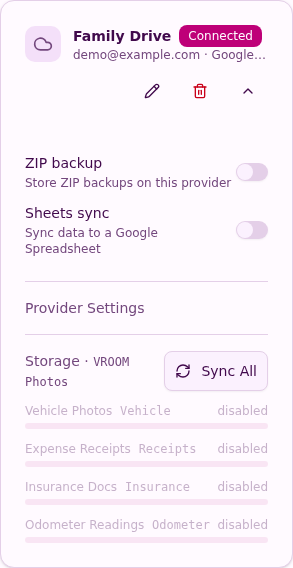 Family Drive Connected
demo@example.com · Google...
ZIP backup
Store ZIP backups on this provider
Sheets sync
Sync data to a Google
Spreadsheet
Provider Settings
Storage · VROOM
Photos
Sync All
Vehicle Photos Vehicle disabled
Expense Receipts Receipts disabled
Insurance Docs Insurance disabled
Odometer Readings Odometer disabled